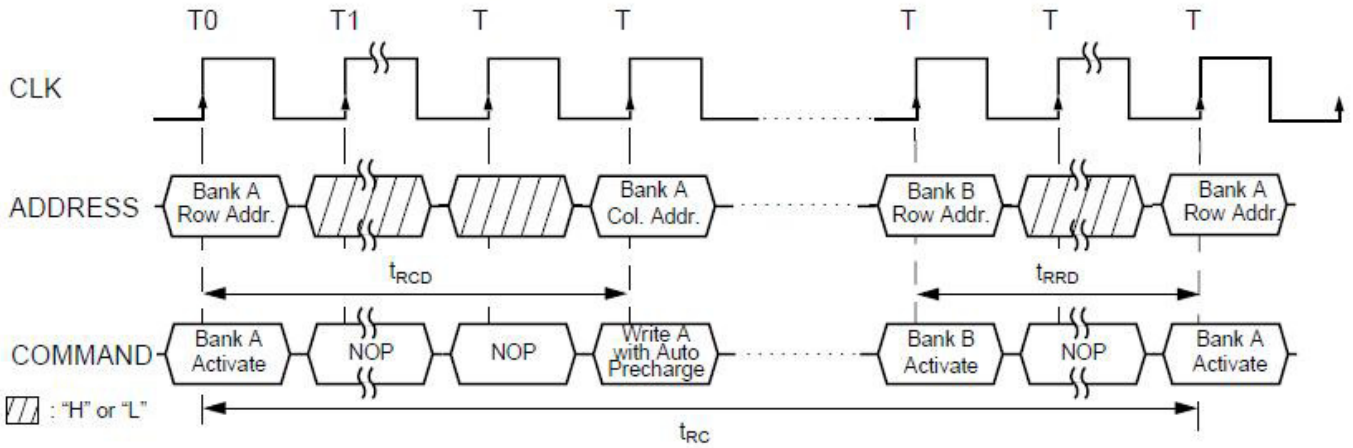 T0 T1 T T T T T
CLK
ADDRESS
Bank A
Row Addr.
Bank A
Col. Addr.
Bank B
Row Addr.
Bank A
Row Addr.
tRCD
tRRD
COMMAND
Bank A
Activate
NOP
NOP
Write A
with Auto
Precharge
Bank B
Activate
NOP
Bank A
Activate
: "H" or "L"
tRC